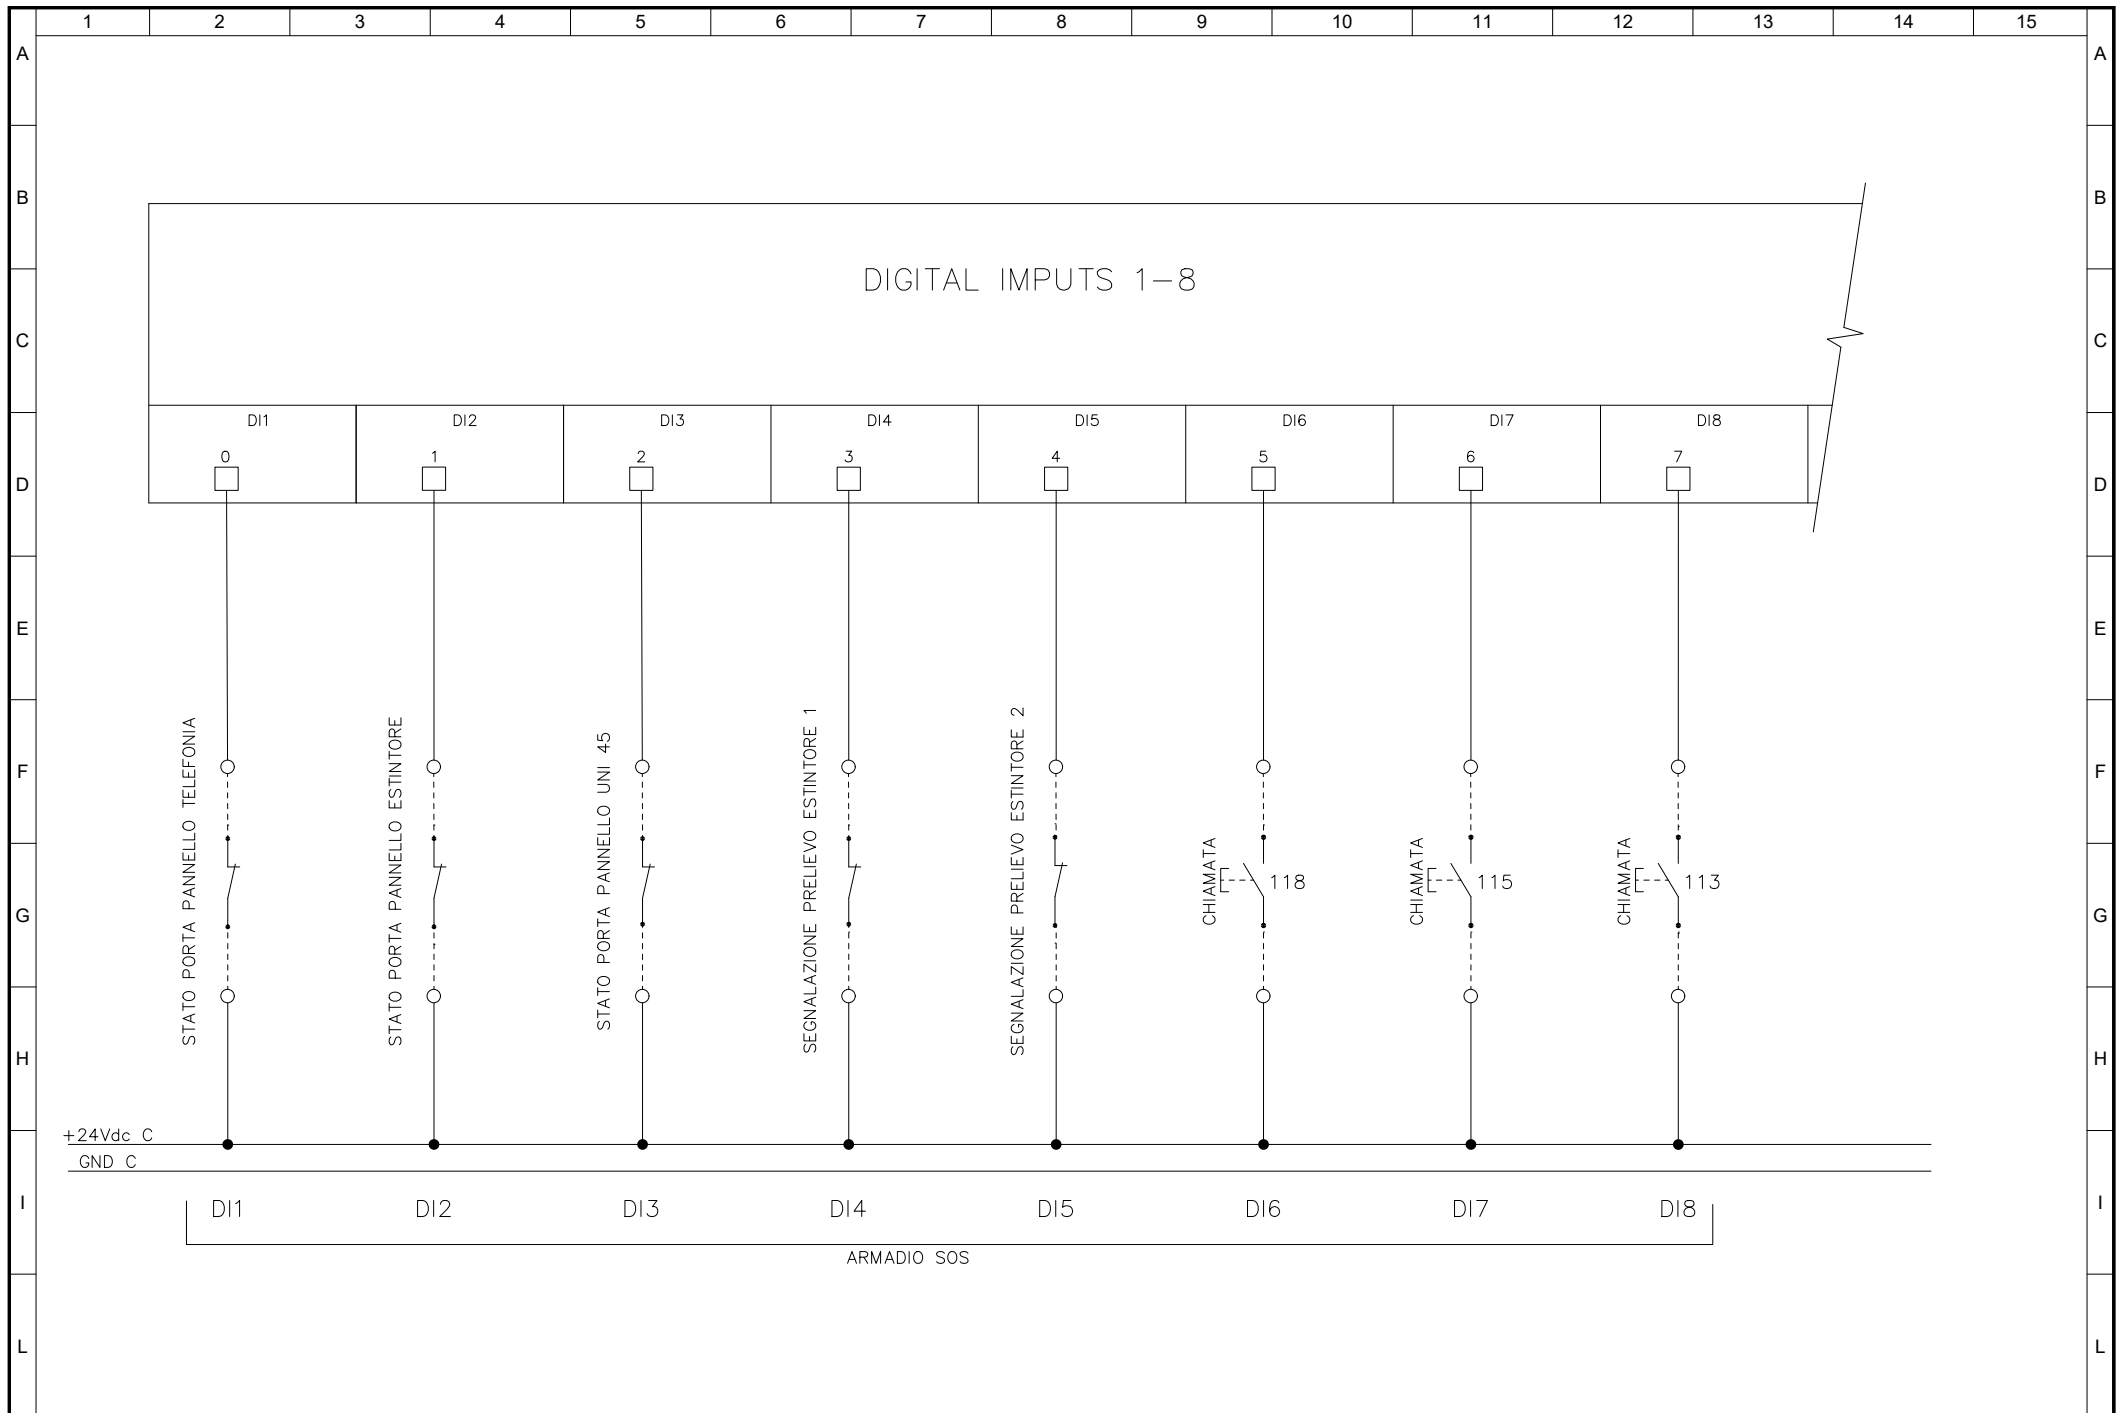 1 2 3 4 5 6 7 8 9 10 11 12 13 14 15
A A
B B
DIGITAL IMPUTS 1-8
C C
DI1 DI2 DI3 DI4 DI5 DI6 DI7 DI8
0 1 2 3 4 5 6 7
D D
E E
STATO PORTA PANNELLO TELEFONIA
STATO PORTA PANNELLO ESTINTORE
STATO PORTA PANNELLO UNI 45
SEGNALAZIONE PRELIEVO ESTINTORE 1
SEGNALAZIONE PRELIEVO ESTINTORE 2
CHIAMATA 118
CHIAMATA 115
CHIAMATA 113
F F
G G
H H
+24Vdc C
GND C
I I
DI1 DI2 DI3 DI4 DI5 DI6 DI7 DI8
ARMADIO SOS
L L